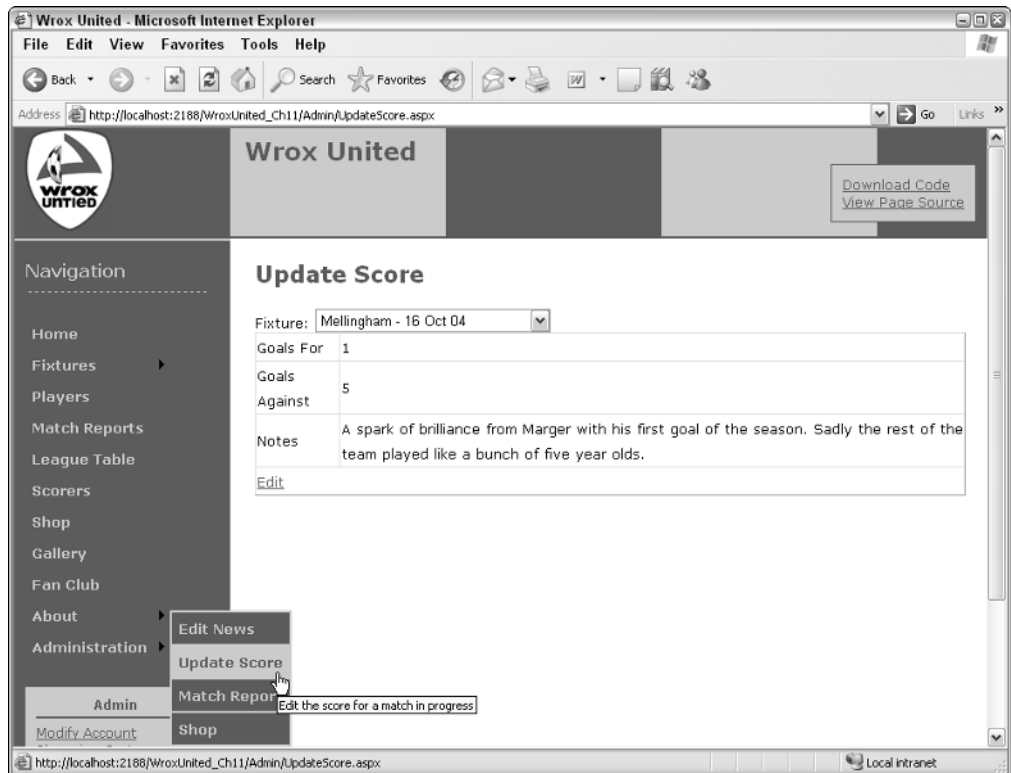 Wrox United - Microsoft Internet Explorer
File Edit View Favorites Tools Help
Back Search Favorites
Address http://localhost:2188/WroxUnited_Ch11/Admin/UpdateScore.aspx Go Links »
wrox
UNTIED
Wrox United
Download Code
View Page Source
Navigation
Home
Fixtures
Players
Match Reports
League Table
Scorers
Shop
Gallery
Fan Club
About
Administration
Update Score
Fixture: Mellingham - 16 Oct 04
Goals For 1
Goals
Against
5
Notes
A spark of brilliance from Marger with his first goal of the season. Sadly the rest of the
team played like a bunch of five year olds.
Edit
Edit News
Update Score
Match Repor
Shop
Edit the score for a match in progress
Admin
Modify Account
http://localhost:2188/WroxUnited_Ch11/Admin/UpdateScore.aspx Local intranet